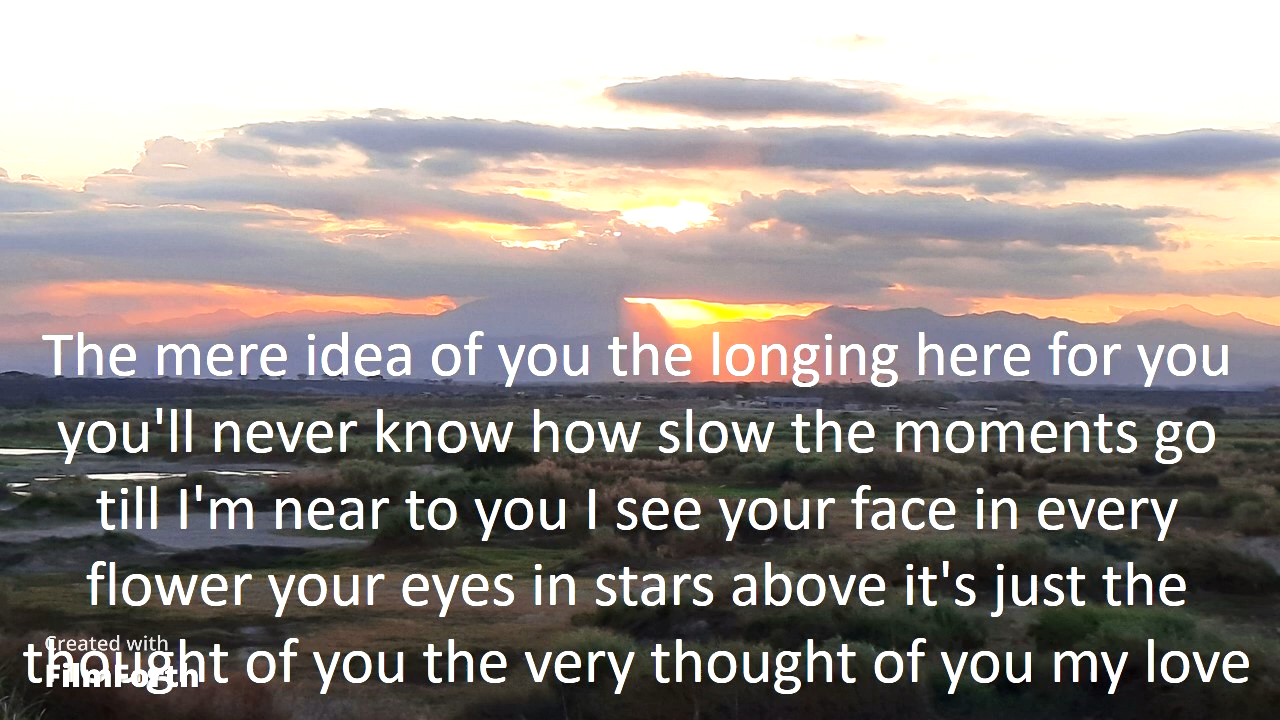 The mere idea of you the longing here for you
you'll never know how slow the moments go
till I'm near to you I see your face in every
flower your eyes in stars above it's just the
Created with
thought of you the very thought of you my love
FilmForth